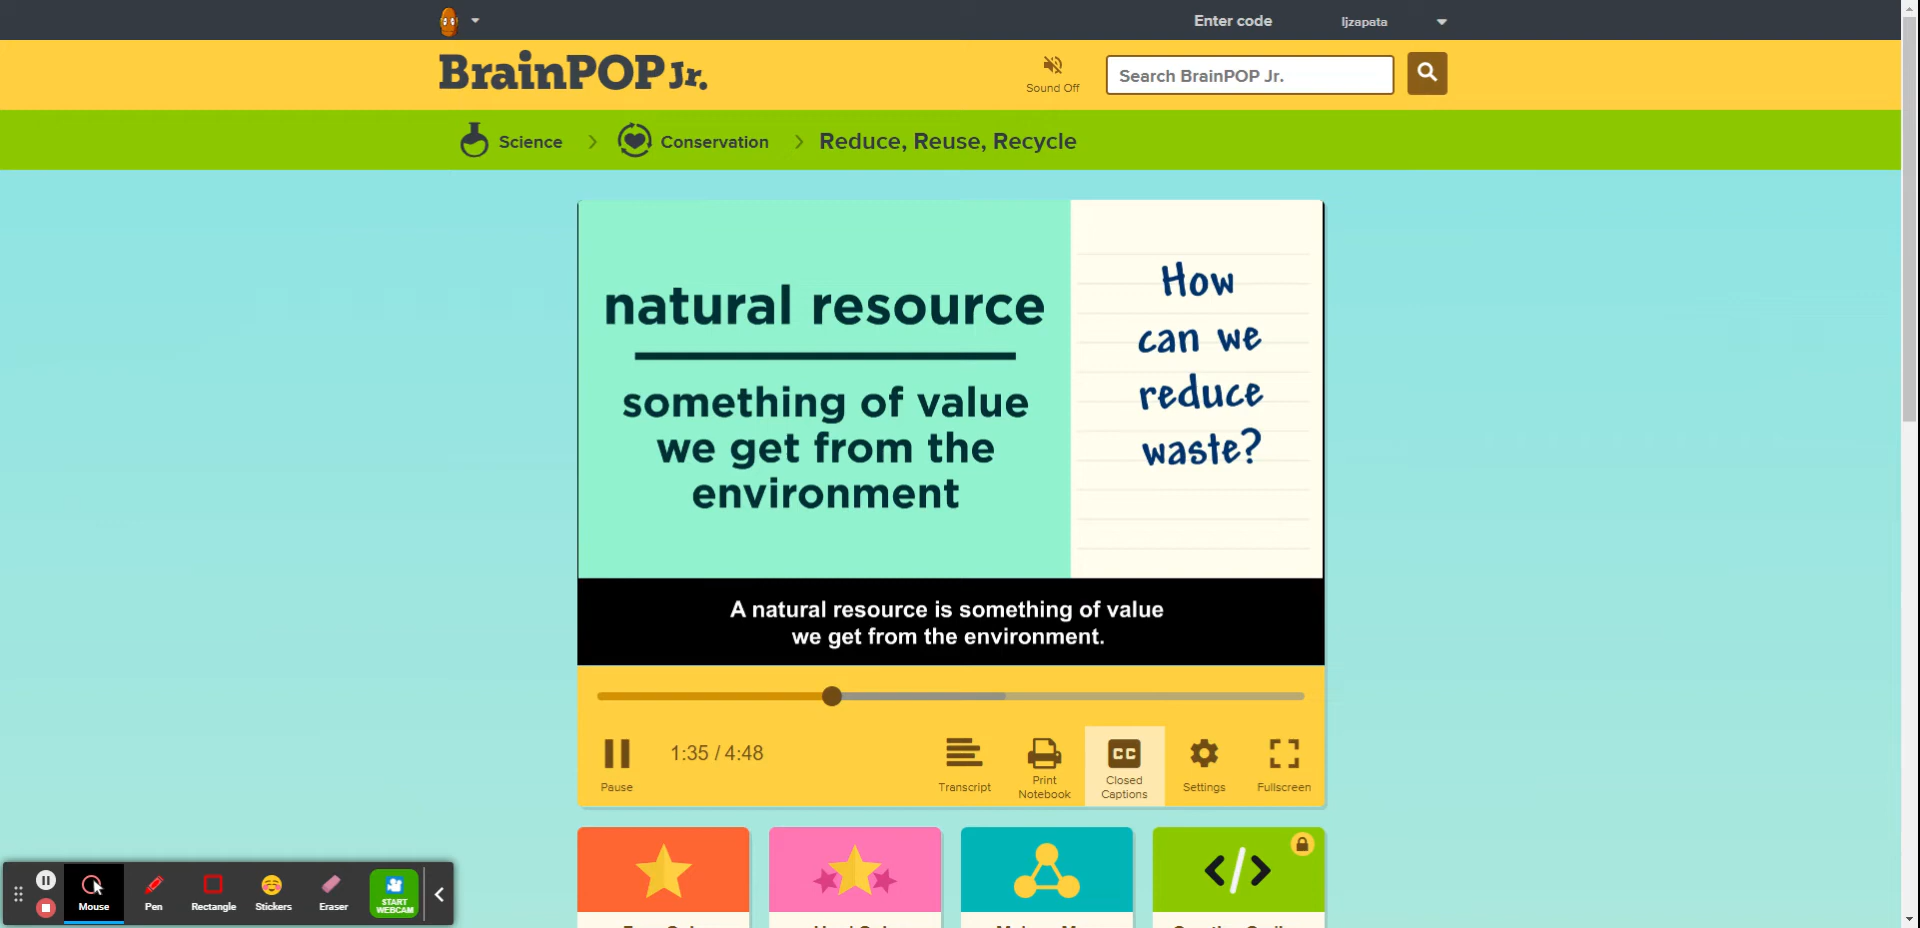 Enter code
ljzapata
BrainPOP Jr.
Sound Off
Search BrainPOP Jr.
Science
Conservation
Reduce, Reuse, Recycle
natural resource
something of value
we get from the
environment
How
can we
reduce
waste?
A natural resource is something of value
we get from the environment.
1:35 / 4:48
Pause
Transcript
Print
Notebook
CC
Closed
Captions
Settings
Fullscreen
Mouse
Pen
Rectangle
Stickers
Eraser
START
WEBCAM